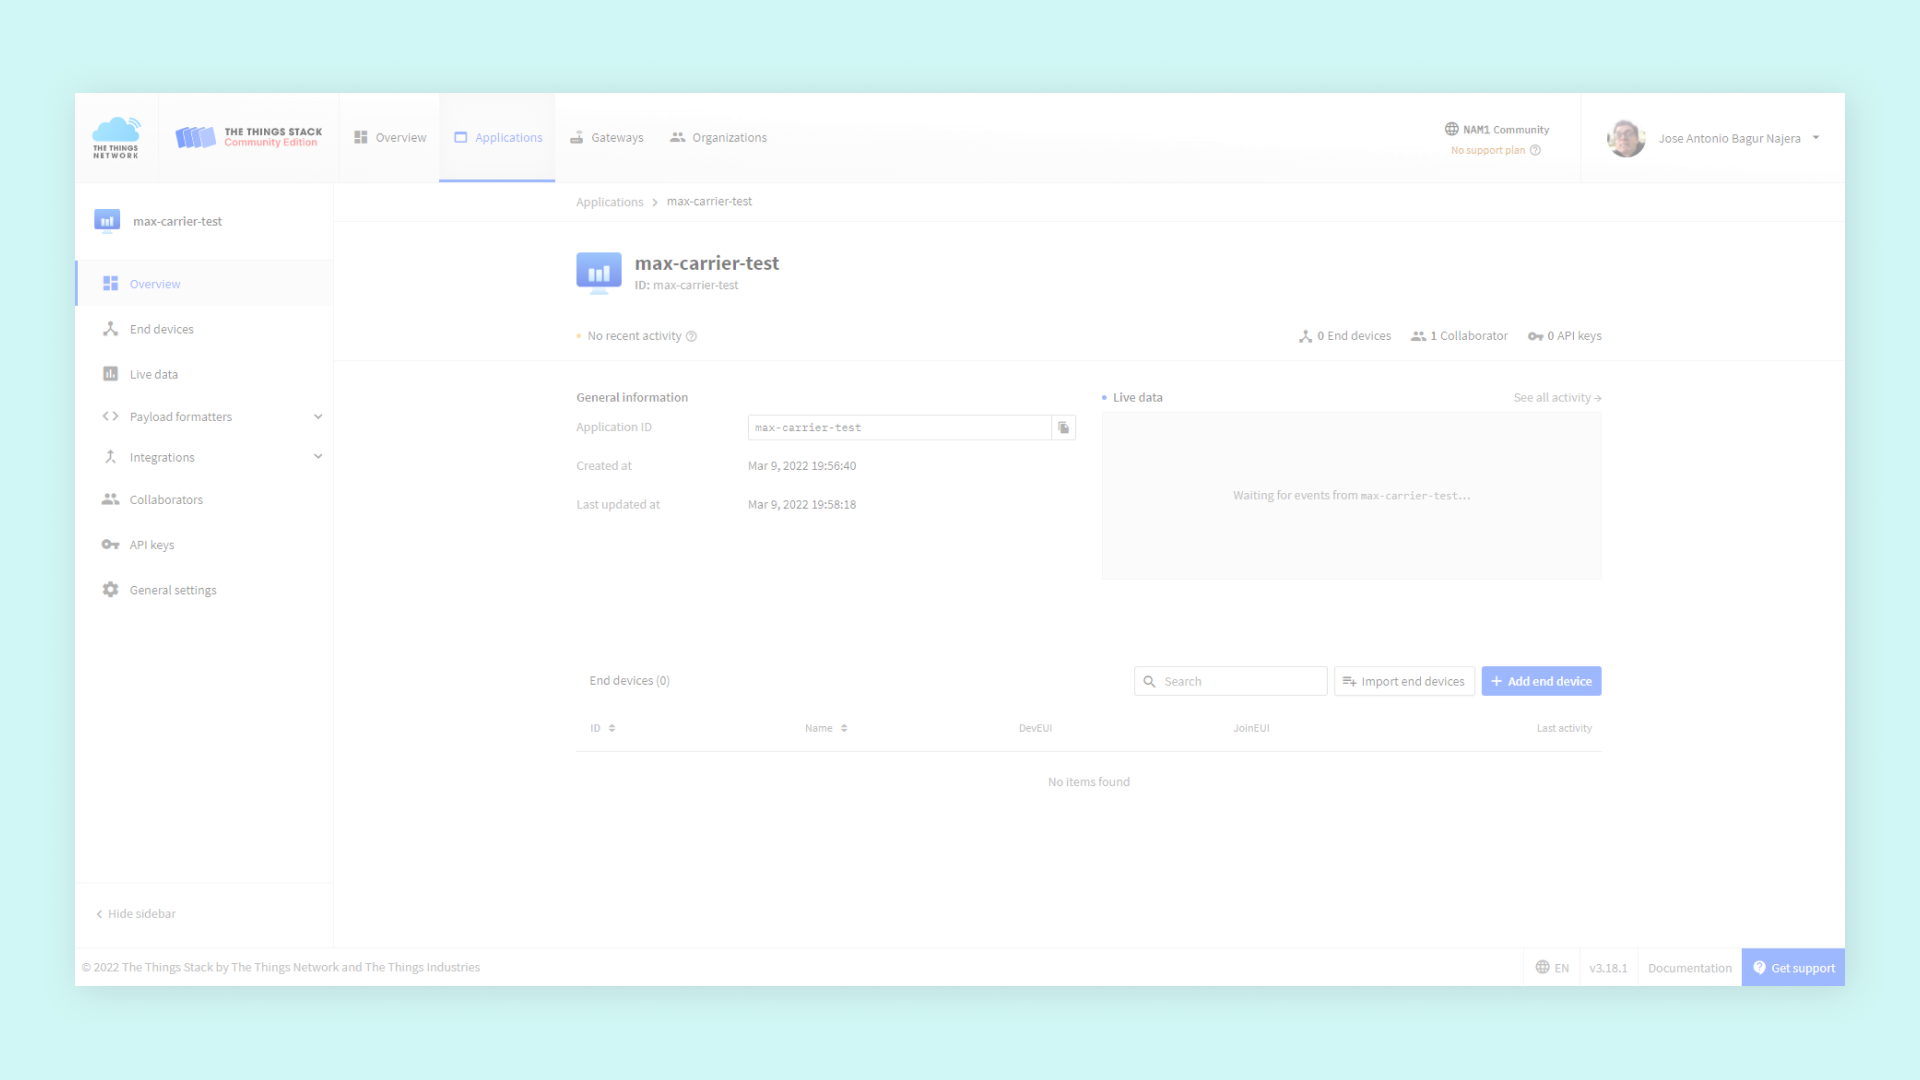 THE THINGS
NETWORK
THE THINGS STACK
Community Edition
Overview
Applications
Gateways
Organizations
NAM1 Community
No support plan
Jose Antonio Bagur Najera
max-carrier-test
Overview
End devices
Live data
Payload formatters
Integrations
Collaborators
API keys
General settings
Hide sidebar
Applications > max-carrier-test
max-carrier-test
ID: max-carrier-test
No recent activity
0 End devices
1 Collaborator
0 API keys
General information
Application ID
max-carrier-test
Created at
Mar 9, 2022 19:56:40
Last updated at
Mar 9, 2022 19:58:18
Live data
See all activity →
Waiting for events from max-carrier-test...
End devices (0)
Search
Import end devices
+ Add end device
ID
Name
DevEUI
JoinEUI
Last activity
No items found
© 2022 The Things Stack by The Things Network and The Things Industries
EN
v3.18.1
Documentation
Get support